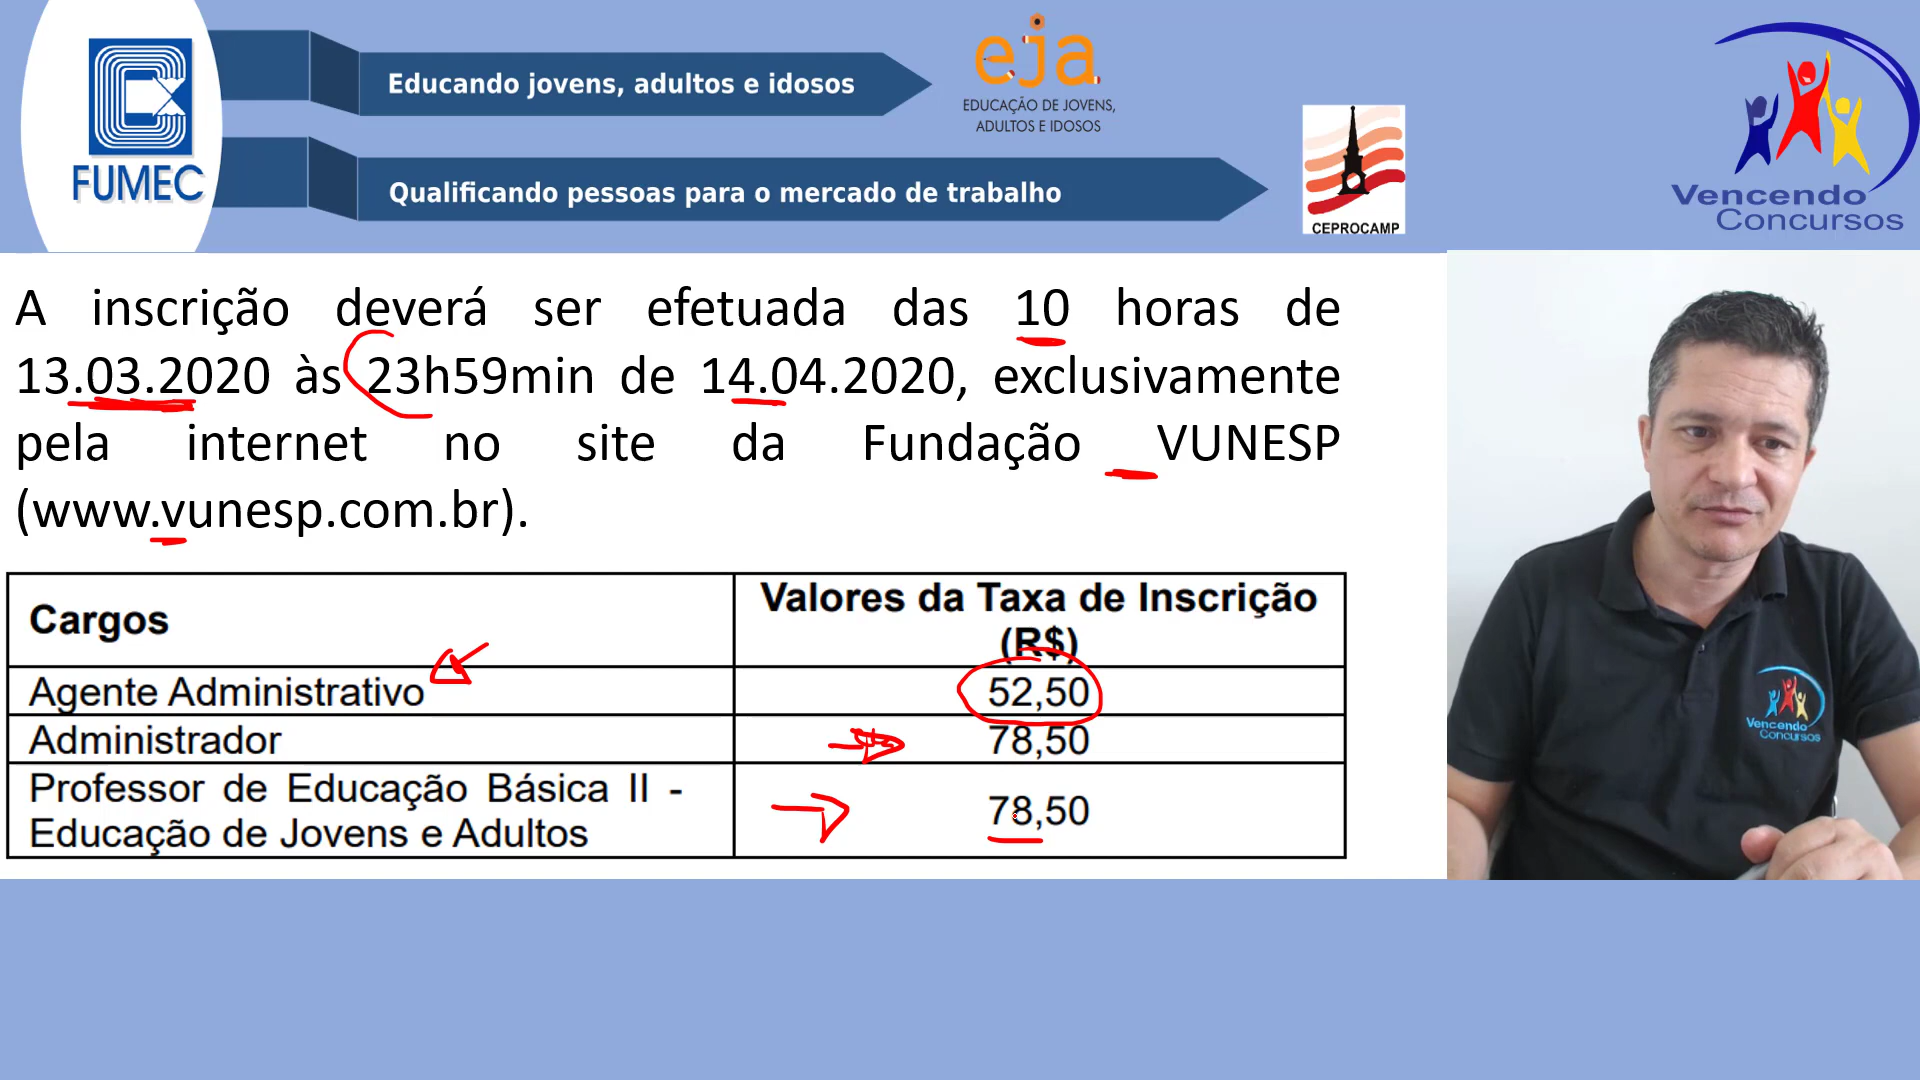 FUMEC
Educando jovens, adultos e idosos
Qualificando pessoas para o mercado de trabalho
eja
EDUCAÇÃO DE JOVENS,
ADULTOS E IDOSOS
CEPROCAMP
Vencendo
Concursos
A inscrição deverá ser efetuada das 10 horas de
13.03.2020 às 23h59min de 14.04.2020, exclusivamente
pela internet no site da Fundação VUNESP
(www.vunesp.com.br).
Cargos
Valores da Taxa de Inscrição
(R$)
Agente Administrativo
52,50
Administrador
78,50
Professor de Educação Básica II -
Educação de Jovens e Adultos
78,50
Vencendo
Concursos